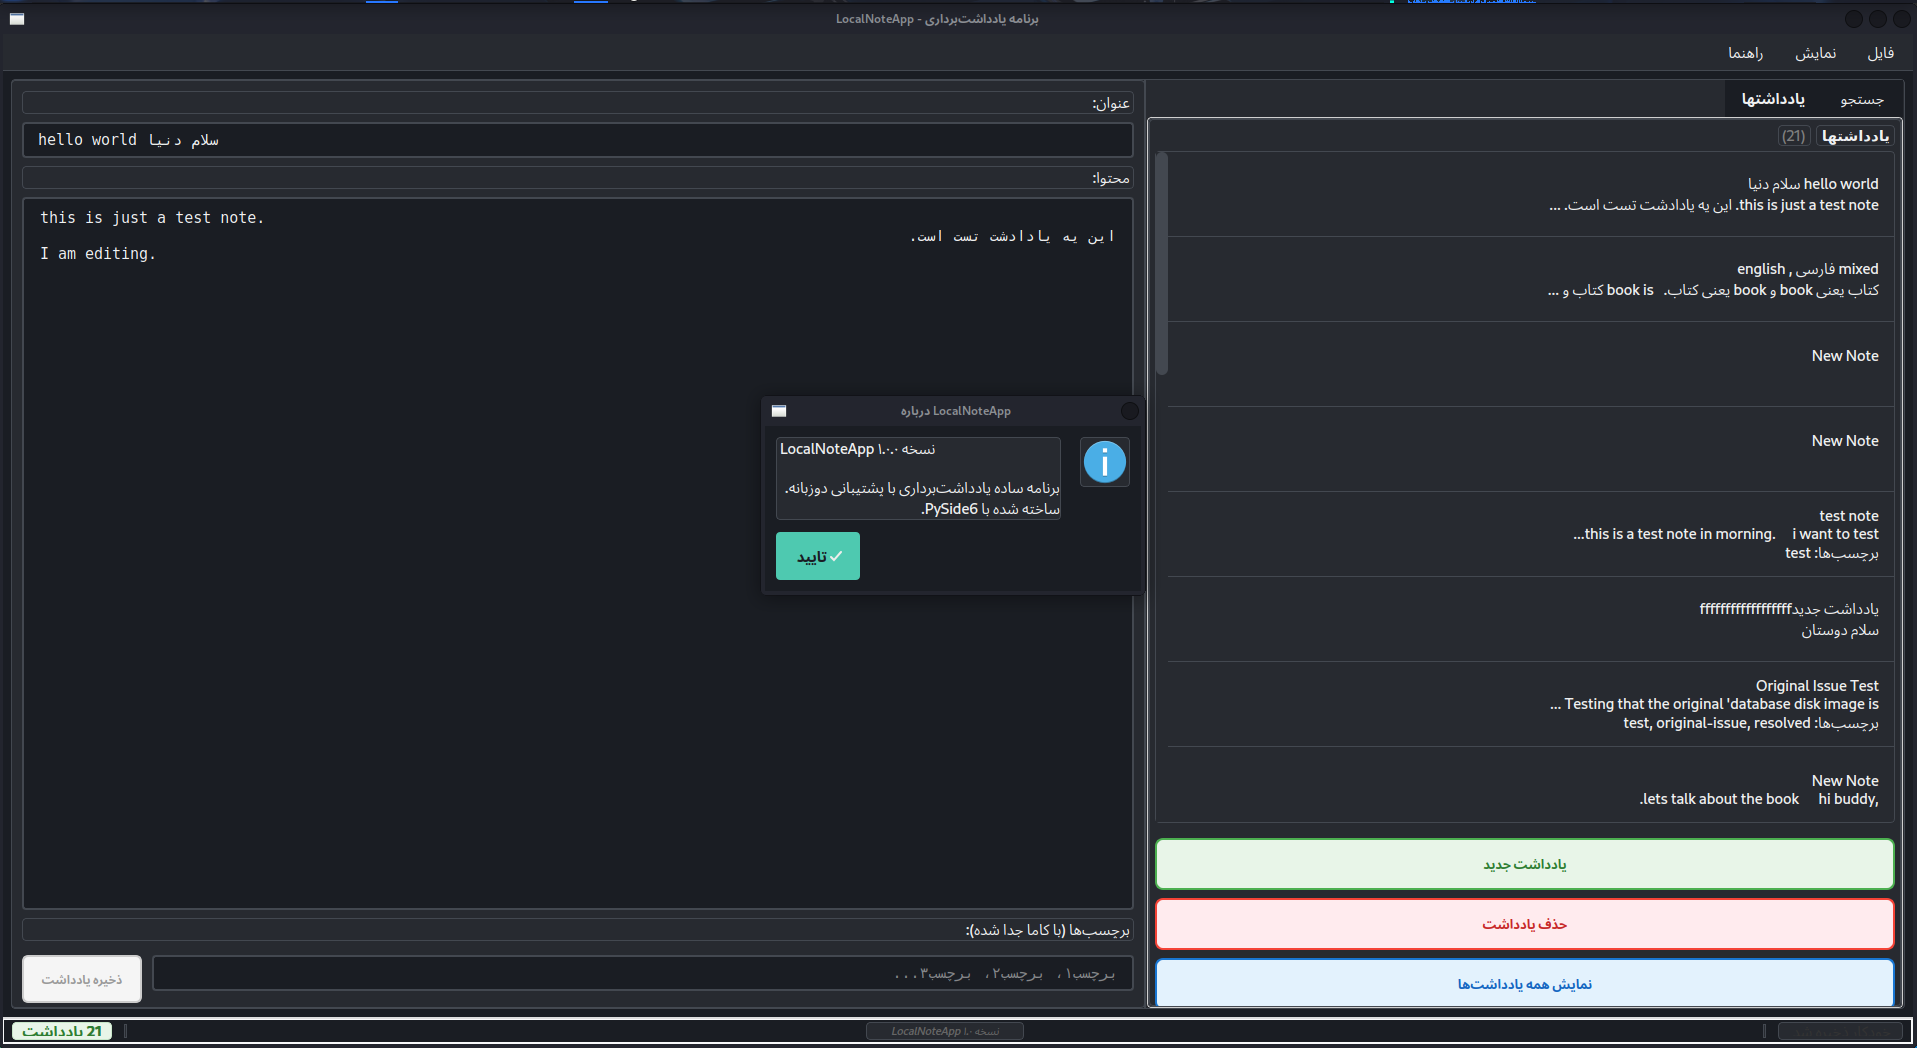 برنامه یادداشت‌برداری - LocalNoteApp
فایل
نمایش
راهنما
جستجو
یادداشتها
یادداشتها
(21)
hello world سلام دنیا
this is just a test note. این یه یادادشت تست است. ...
mixed فارسی , english
کتاب یعنی book و book یعنی کتاب. book is کتاب و ...
New Note
New Note
test note
this is a test note in morning. i want to test...
برچسب‌ها: test
یادداشت جدیدffffffffffffffffff
سلام دوستان
Original Issue Test
Testing that the original 'database disk image is ...
برچسب‌ها: test, original-issue, resolved
New Note
hi buddy, lets talk about the book.
یادداشت جدید
حذف یادداشت
نمایش همه یادداشت‌ها
عنوان:
hello world سلام دنیا
محتوا:
this is just a test note.
این یه یادادشت تست است.
I am editing.
برچسب‌ها (با کاما جدا شده):
برچسب۱، برچسب۲، برچسب۳...
ذخیره یادداشت
درباره LocalNoteApp
LocalNoteApp نسخه ۱.۰.۰
برنامه ساده یادداشت‌برداری با پشتیبانی دوزبانه.
ساخته شده با PySide6.
تایید
LocalNoteApp نسخه ۱.۰
21 یادداشت